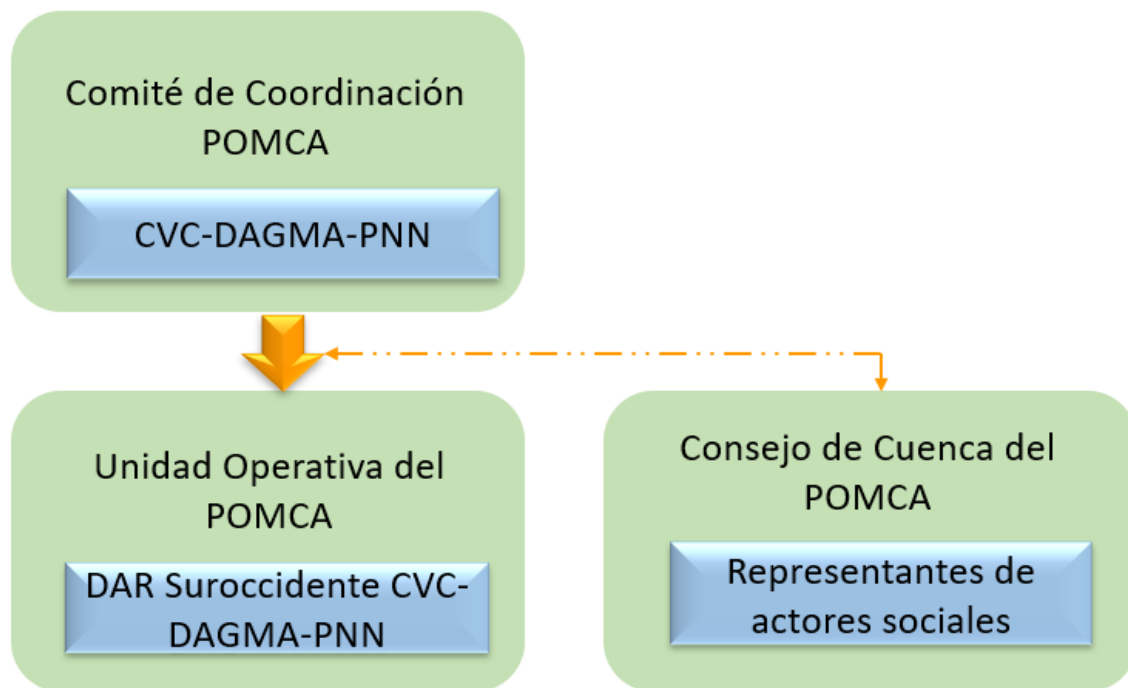 Comité de Coordinación
POMCA
CVC-DAGMA-PNN
Unidad Operativa del
POMCA
DAR Suroccidente CVC-
DAGMA-PNN
Consejo de Cuenca del
POMCA
Representantes de
actores sociales